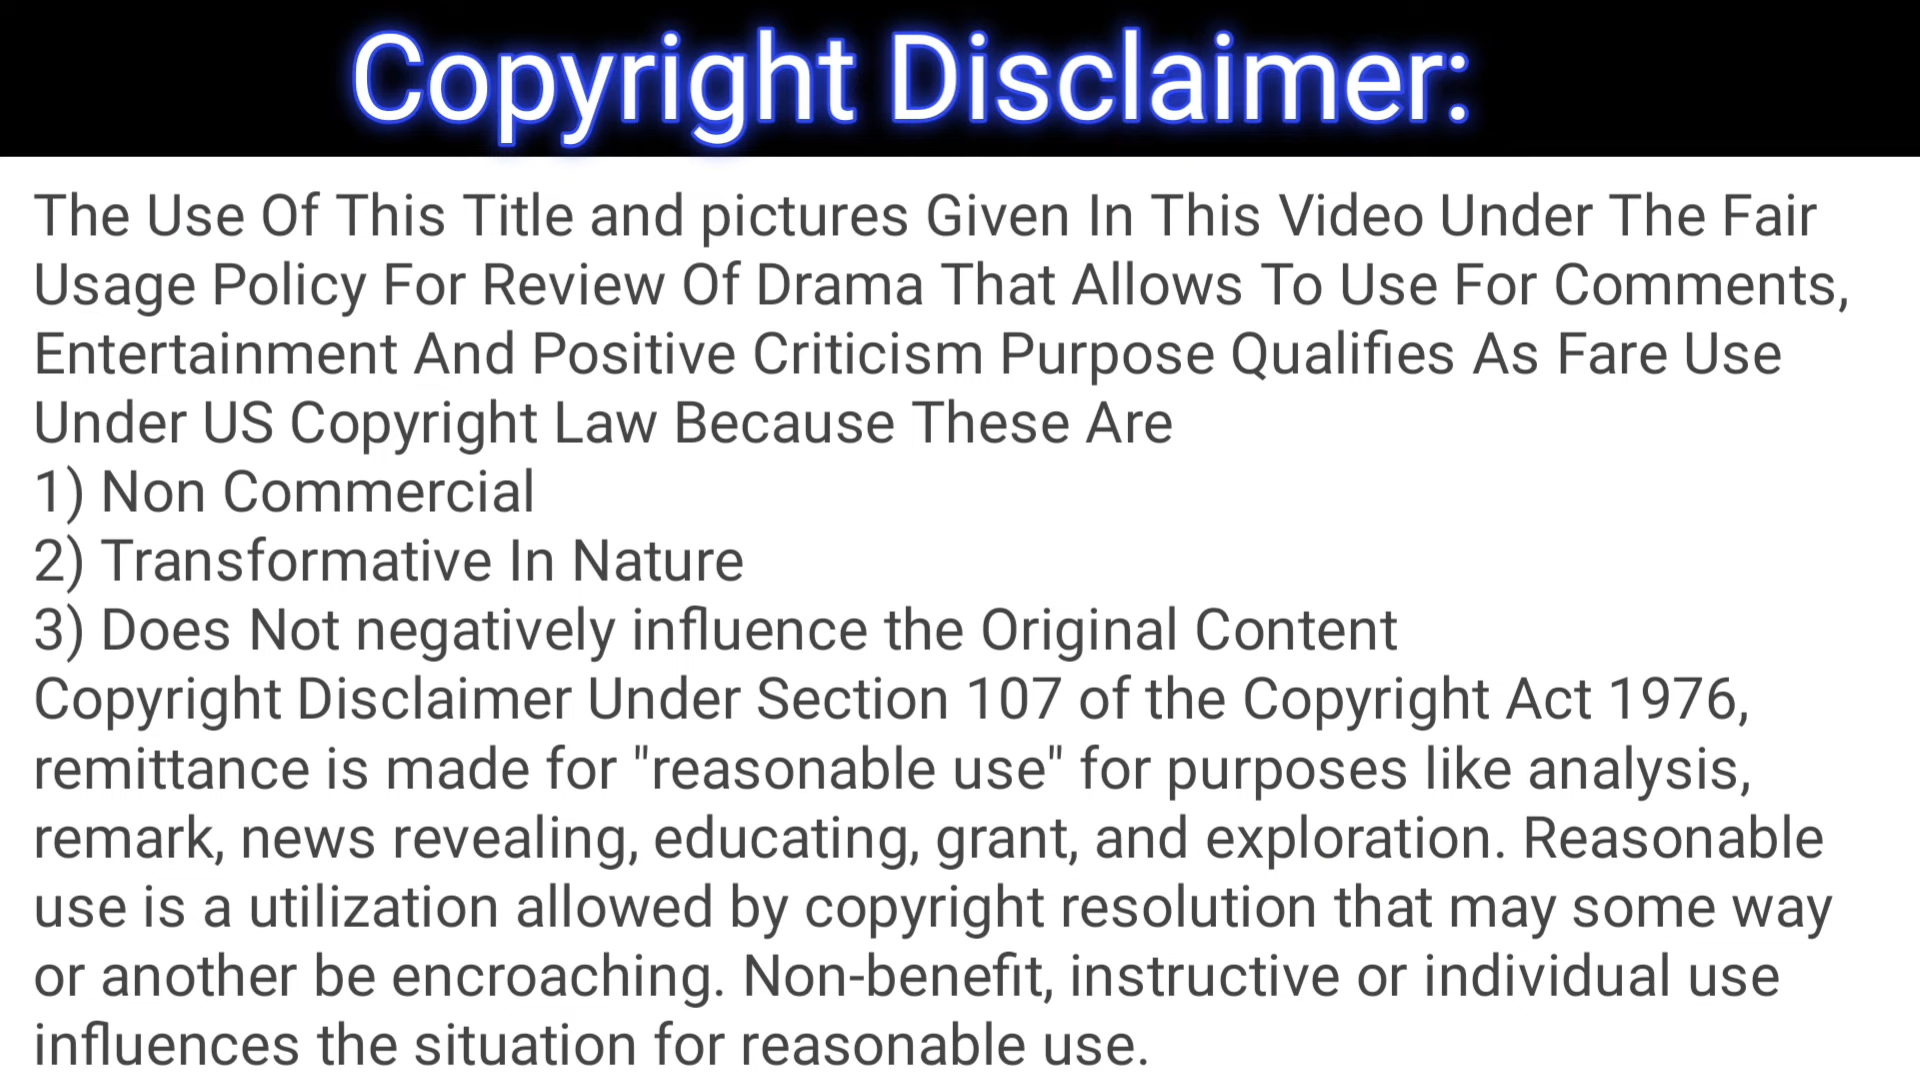 Copyright Disclaimer:
The Use Of This Title and pictures Given In This Video Under The Fair
Usage Policy For Review Of Drama That Allows To Use For Comments,
Entertainment And Positive Criticism Purpose Qualifies As Fare Use
Under US Copyright Law Because These Are
1) Non Commercial
2) Transformative In Nature
3) Does Not negatively influence the Original Content
Copyright Disclaimer Under Section 107 of the Copyright Act 1976,
remittance is made for "reasonable use" for purposes like analysis,
remark, news revealing, educating, grant, and exploration. Reasonable
use is a utilization allowed by copyright resolution that may some way
or another be encroaching. Non-benefit, instructive or individual use
influences the situation for reasonable use.